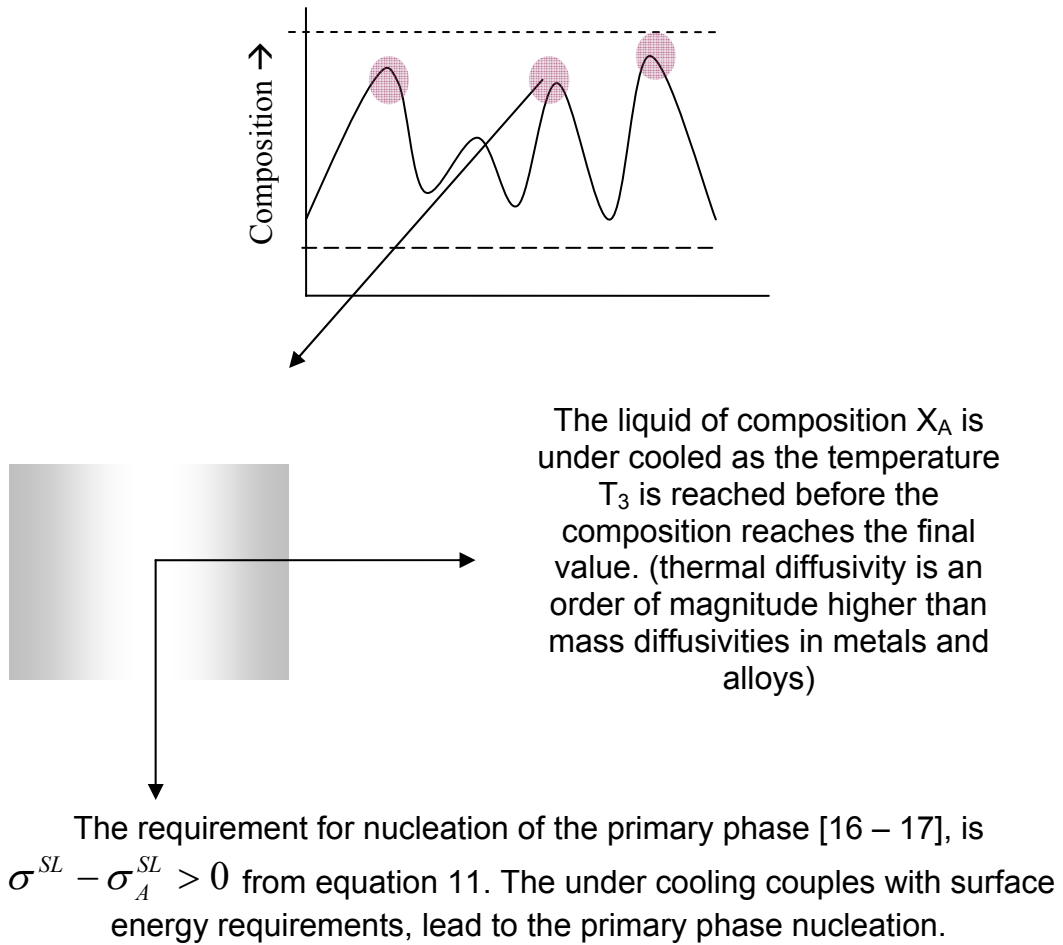 Composition →
The liquid of composition X_A is
under cooled as the temperature
T_3 is reached before the
composition reaches the final
value. (thermal diffusivity is an
order of magnitude higher than
mass diffusivities in metals and
alloys)
The requirement for nucleation of the primary phase [16 – 17], is
σ^{SL} − σ_A^{SL} > 0 from equation 11. The under cooling couples with surface
energy requirements, lead to the primary phase nucleation.